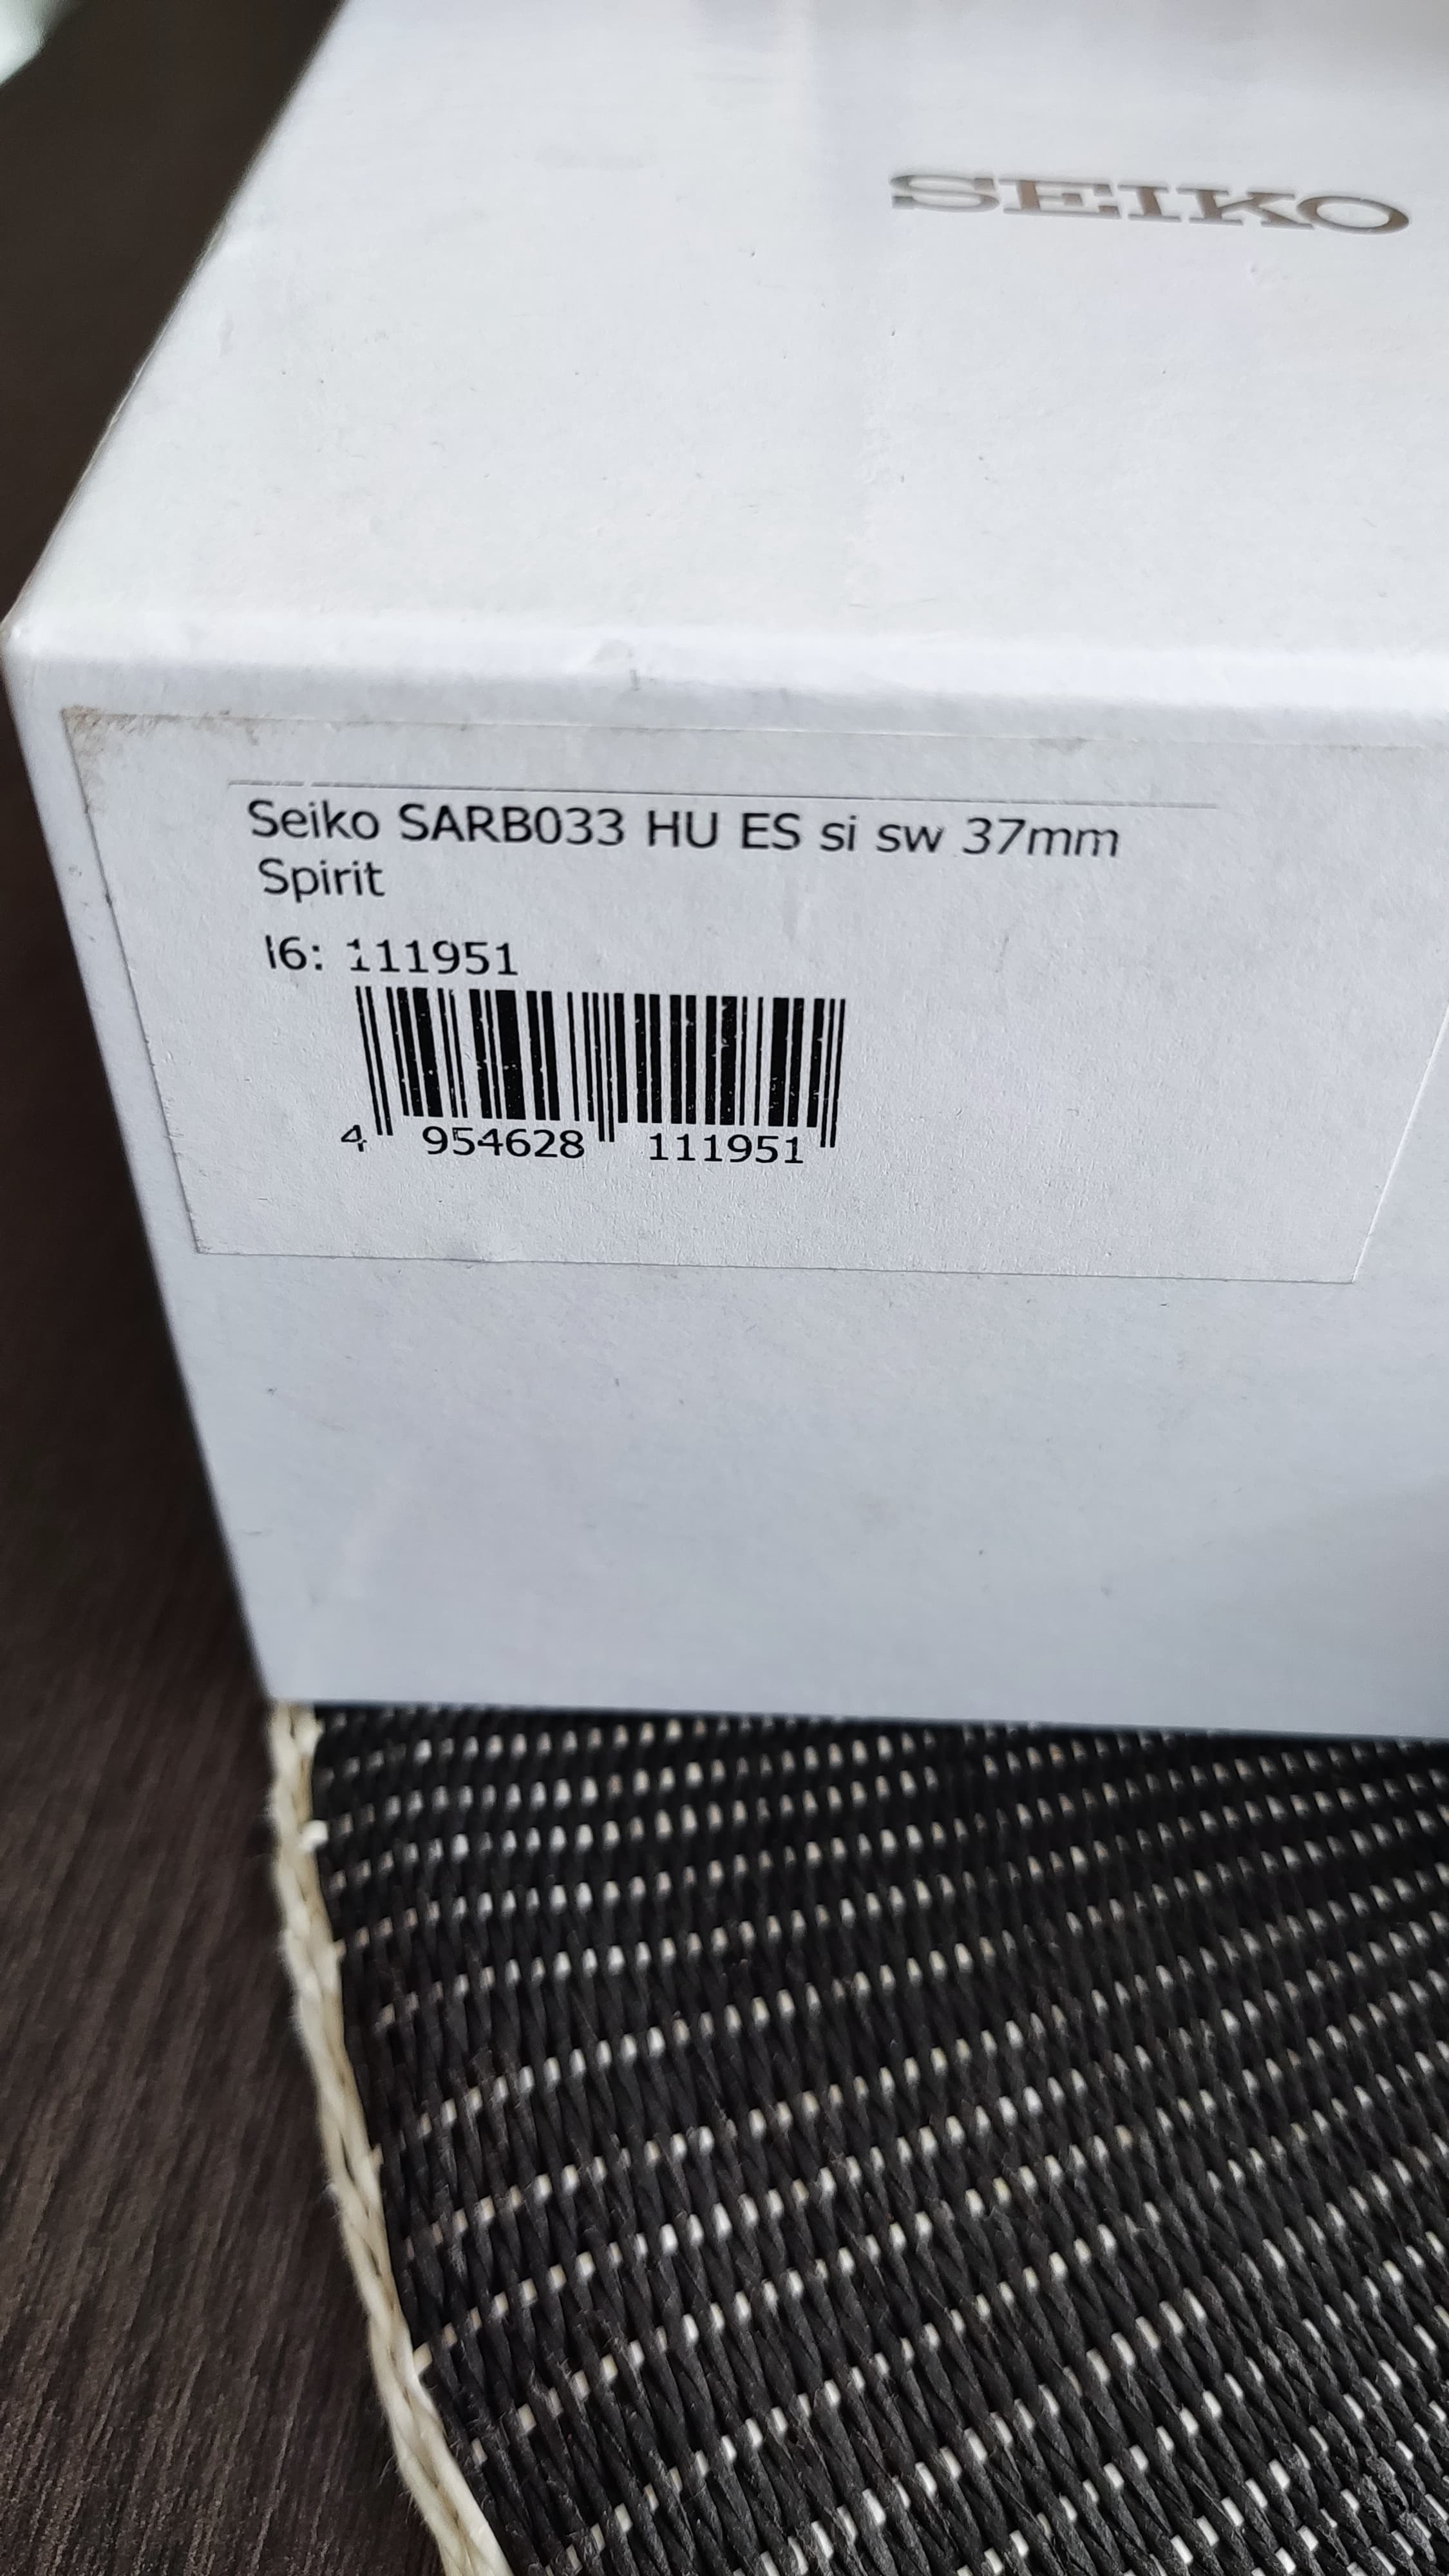 SEIKO
Seiko SARB033 HU ES si sw 37mm
Spirit
I6: 111951
4 954628 111951